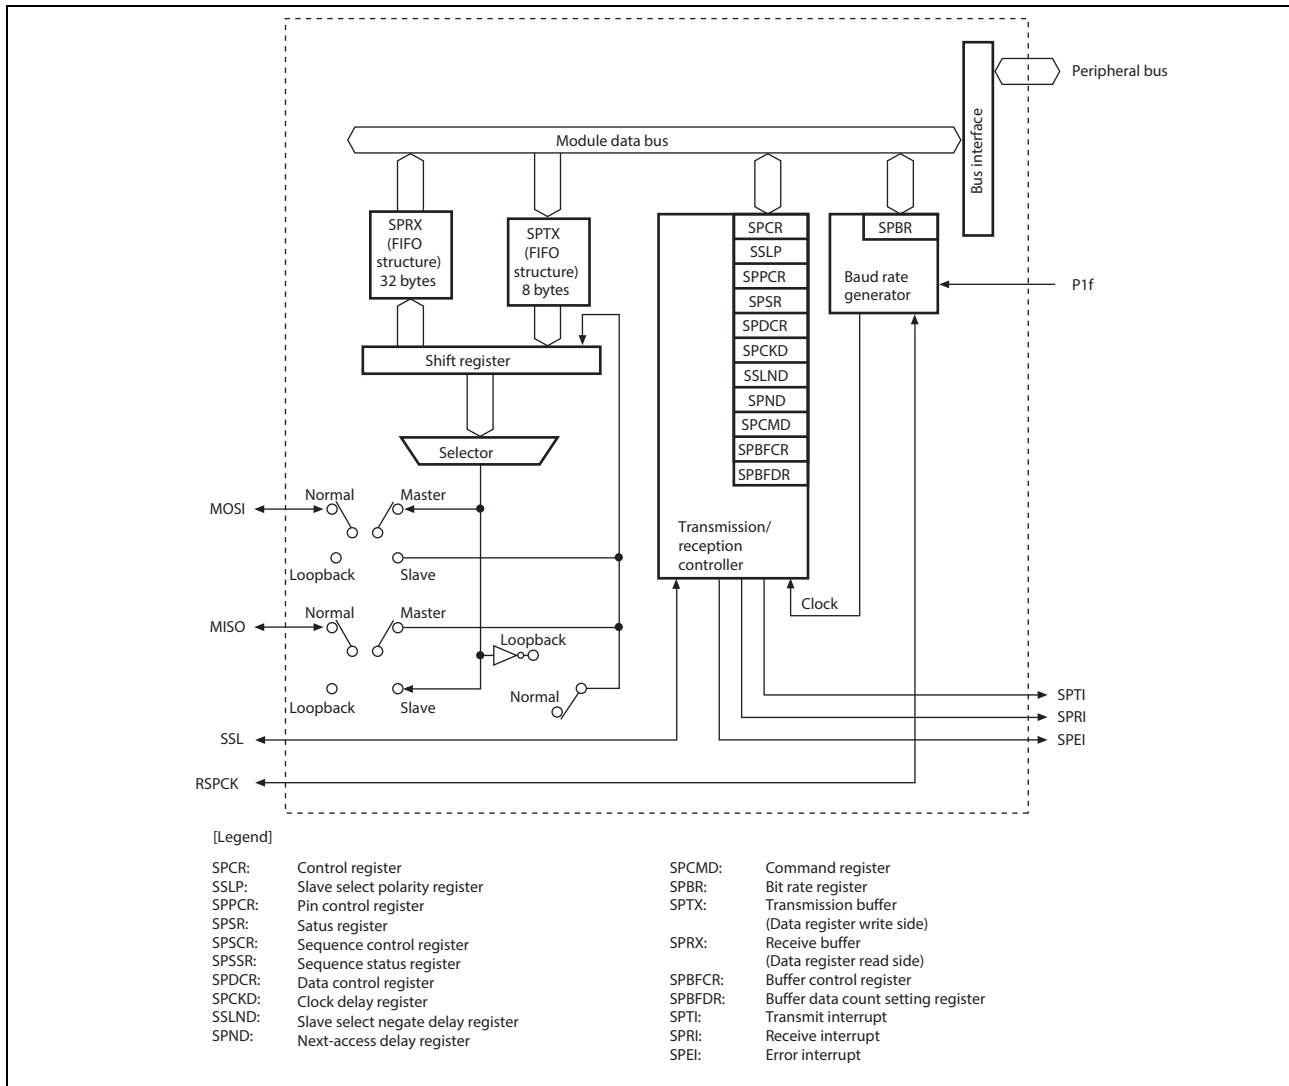 Peripheral bus
Bus interface
Module data bus
SPRX
(FIFO
structure)
32 bytes
SPTX
(FIFO
structure)
8 bytes
SPCR
SSLP
SPPCR
SPSR
SPDCR
SPCKD
SSLND
SPND
SPCMD
SPBFCR
SPBFDR
Transmission/
reception
controller
SPBR
Baud rate
generator
P1f
Shift register
Selector
Clock
MOSI
Normal
Master
Loopback
Slave
MISO
Normal
Master
Loopback
Loopback
Slave
Normal
SSL
RSPCK
SPTI
SPRI
SPEI
[Legend]
SPCR: Control register
SSLP: Slave select polarity register
SPPCR: Pin control register
SPSR: Satus register
SPSCR: Sequence control register
SPSSR: Sequence status register
SPDCR: Data control register
SPCKD: Clock delay register
SSLND: Slave select negate delay register
SPND: Next-access delay register
SPCMD: Command register
SPBR: Bit rate register
SPTX: Transmission buffer
(Data register write side)
SPRX: Receive buffer
(Data register read side)
SPBFCR: Buffer control register
SPBFDR: Buffer data count setting register
SPTI: Transmit interrupt
SPRI: Receive interrupt
SPEI: Error interrupt